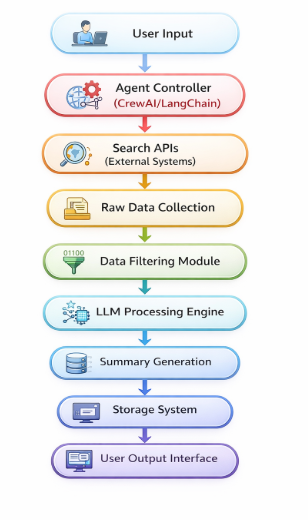 User Input
Agent Controller
(CrewAI/LangChain)
Search APIs
(External Systems)
Raw Data Collection
01100
Data Filtering Module
LLM Processing Engine
Summary Generation
Storage System
User Output Interface